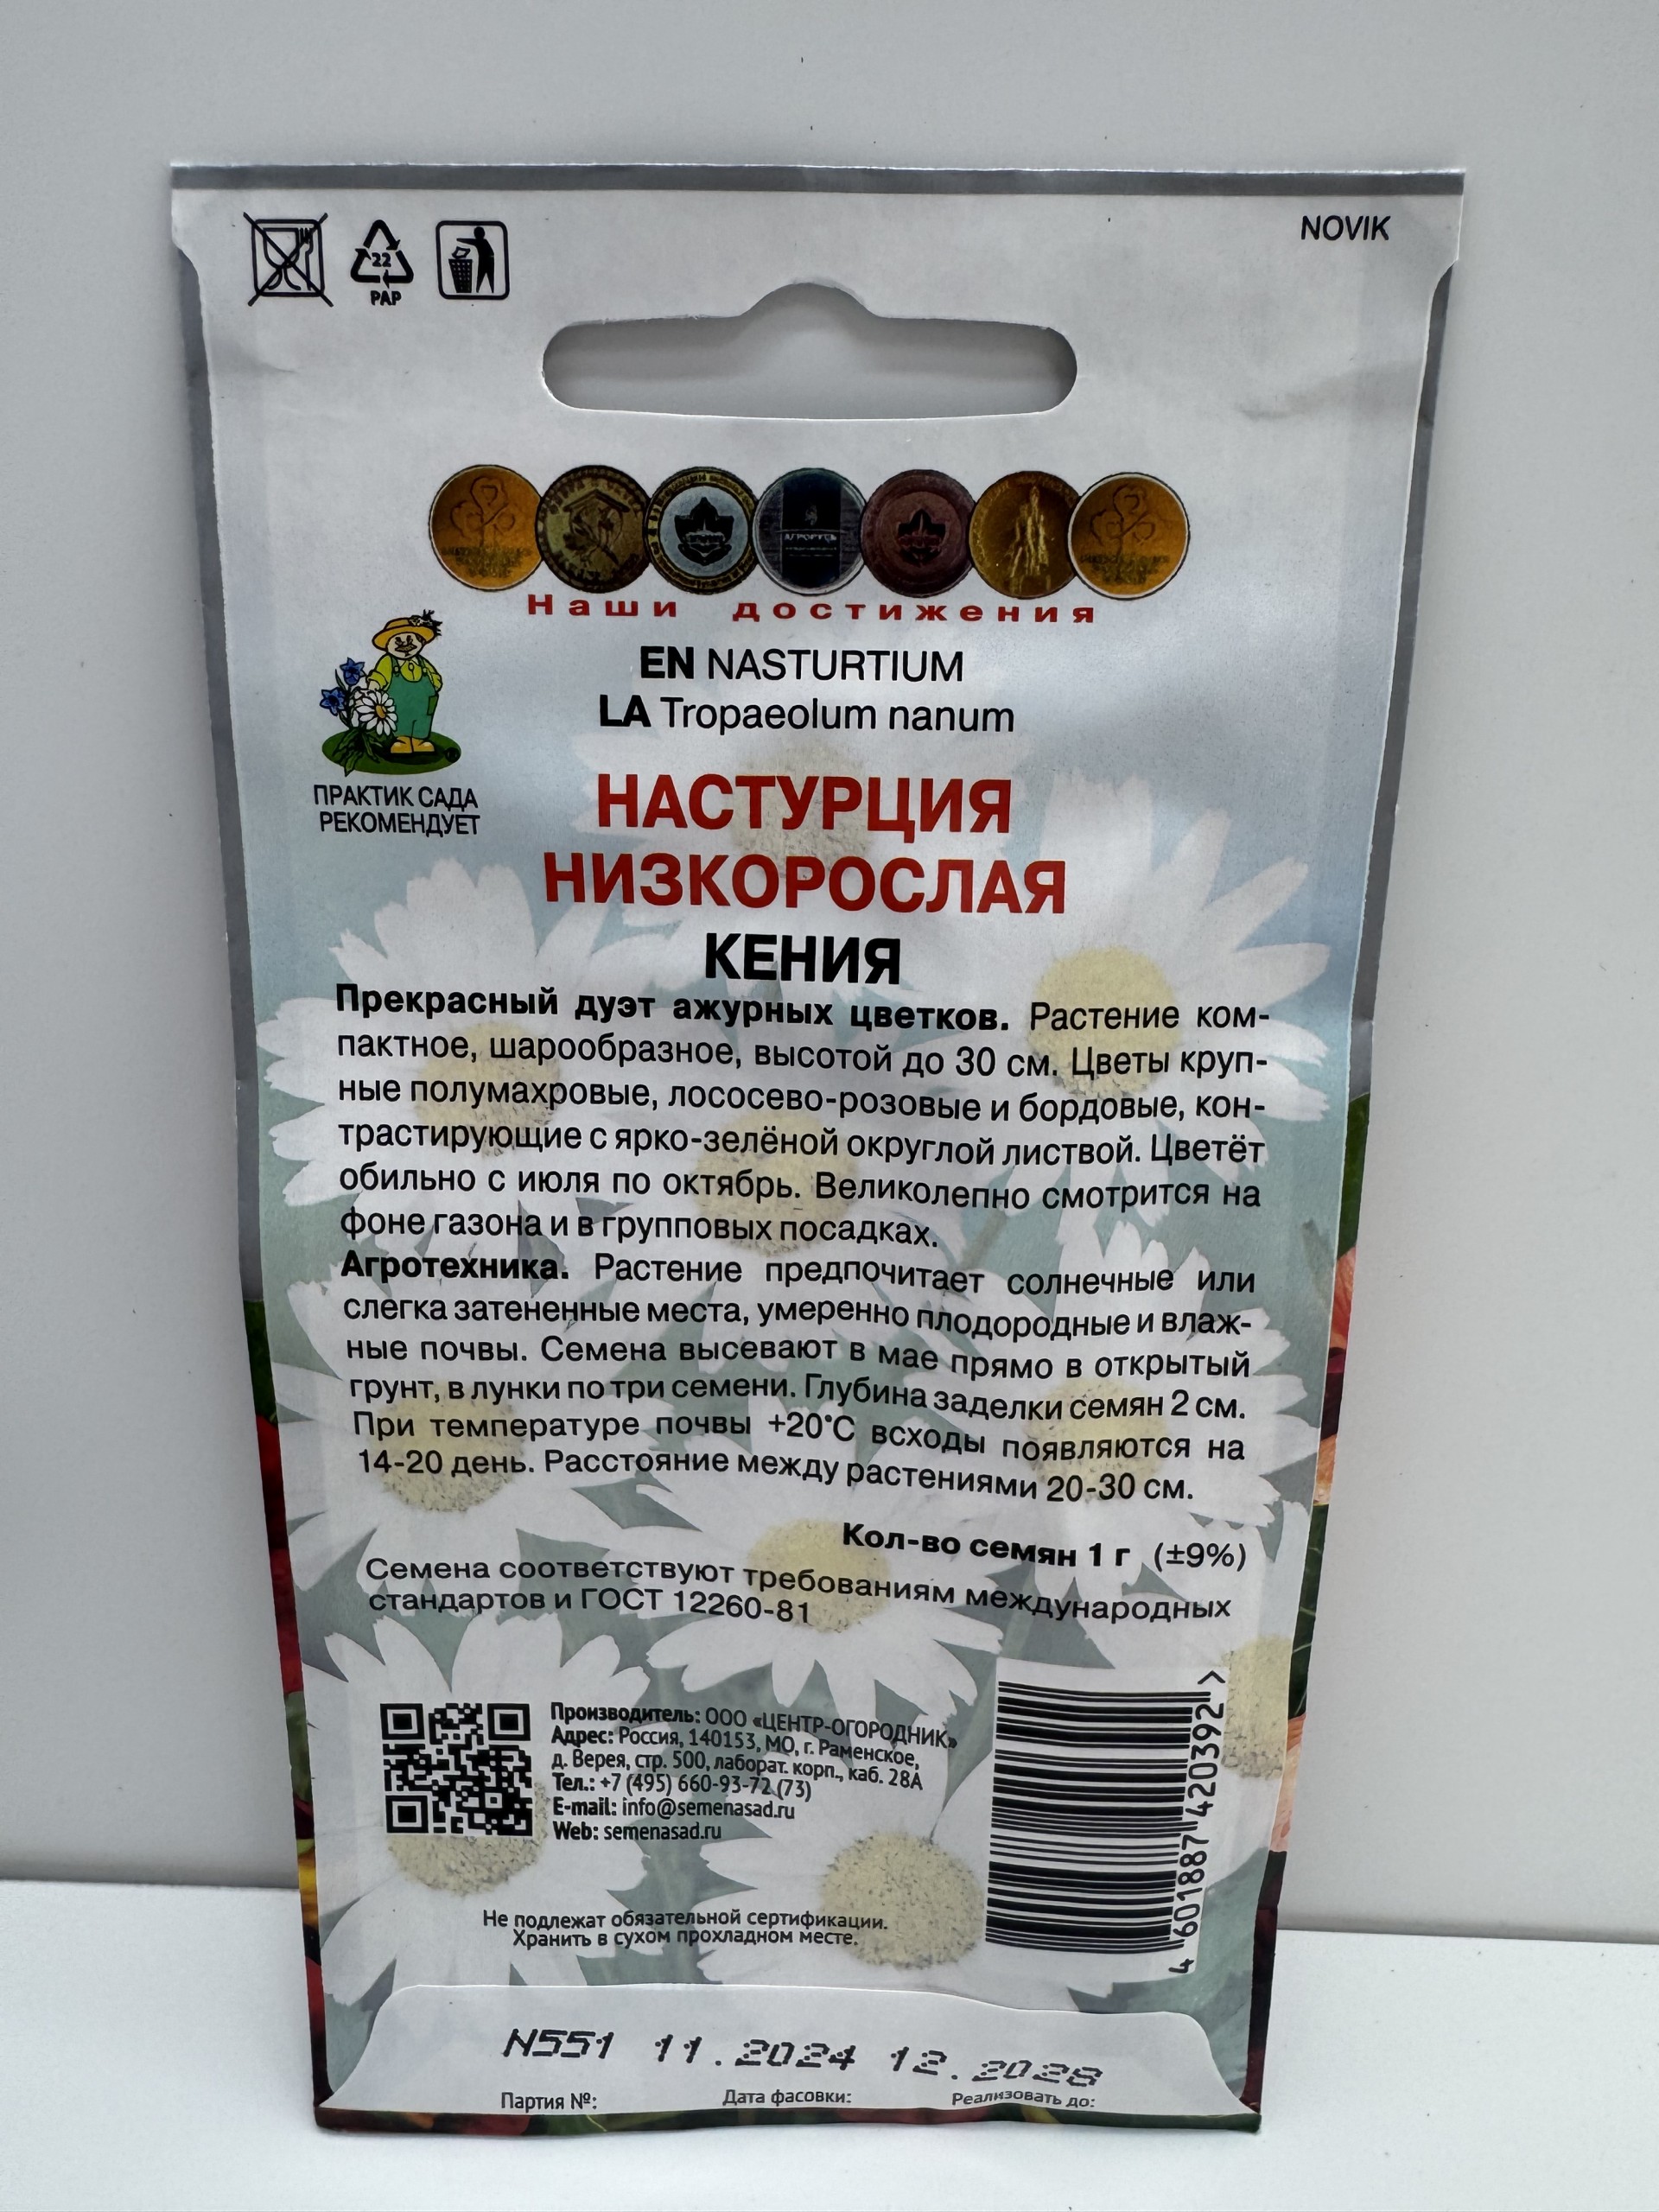 NOVIK
22
PAP
АГРОРУСЬ
Наши достижения
EN NASTURTIUM
LA Tropaeolum nanum
ПРАКТИК САДА
РЕКОМЕНДУЕТ
НАСТУРЦИЯ
НИЗКОРОСЛАЯ
КЕНИЯ
Прекрасный дуэт ажурных цветков. Растение ком-
пактное, шарообразное, высотой до 30 см. Цветы круп-
ные полумахровые, лососево-розовые и бордовые, кон-
трастирующие с ярко-зелёной округлой листвой. Цветёт
обильно с июля по октябрь. Великолепно смотрится на
фоне газона и в групповых посадках.
Агротехника. Растение предпочитает солнечные или
слегка затененные места, умеренно плодородные и влаж-
ные почвы. Семена высевают в мае прямо в открытый
грунт, в лунки по три семени. Глубина заделки семян 2 см.
При температуре почвы +20°С всходы появляются на
14-20 день. Расстояние между растениями 20-30 см.
Кол-во семян 1 г (±9%)
Семена соответствуют требованиям международных
стандартов и ГОСТ 12260-81
Производитель: ООО «ЦЕНТР-ОГОРОДНИК»
Адрес: Россия, 140153, МО, г. Раменское,
д. Верея, стр. 500, лаборат. корп., каб. 28А
Тел.: +7 (495) 660-93-72 (73)
E-mail: info@semenasad.ru
Web: semenasad.ru
4 601887 420392 >
Не подлежат обязательной сертификации.
Хранить в сухом прохладном месте.
N551 11.2024 12.2028
Партия №: Дата фасовки: Реализовать до: